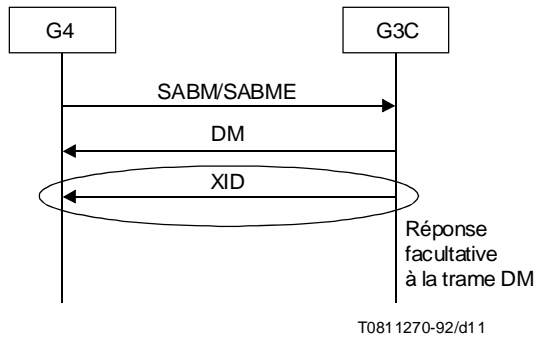 G4
G3C
SABM/SABME
DM
XID
Réponse
facultative
à la trame DM
T0811270-92/d11